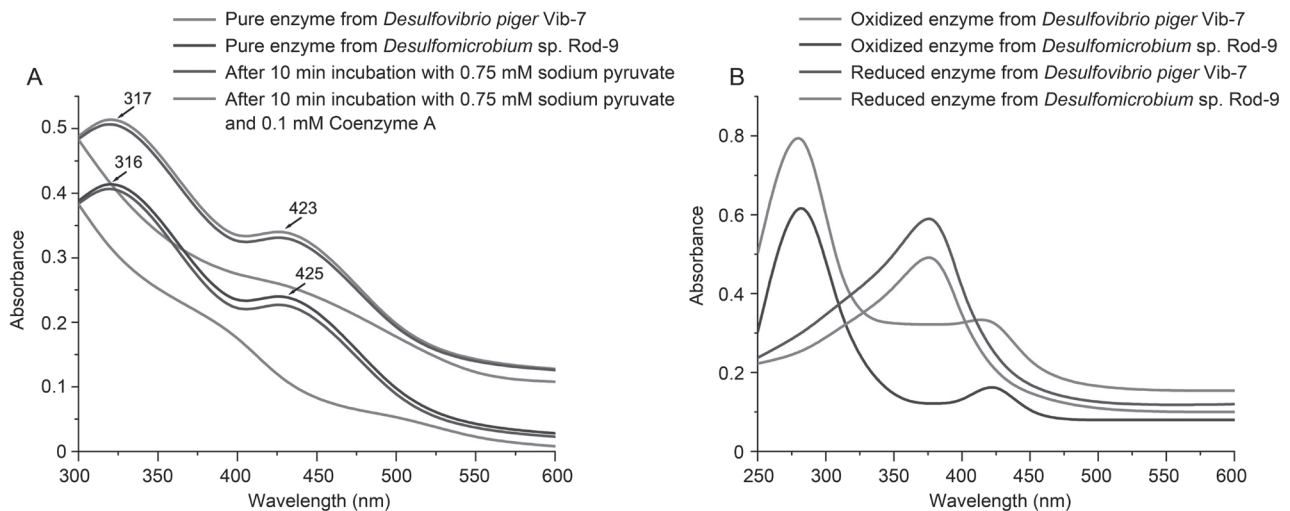 A
Pure enzyme from Desulfovibrio piger Vib-7
Pure enzyme from Desulfomicrobium sp. Rod-9
After 10 min incubation with 0.75 mM sodium pyruvate
After 10 min incubation with 0.75 mM sodium pyruvate
and 0.1 mM Coenzyme A
317
316
423
425
Absorbance
0.5
0.4
0.3
0.2
0.1
0
300
350
400
450
500
550
600
Wavelength (nm)
B
Oxidized enzyme from Desulfovibrio piger Vib-7
Oxidized enzyme from Desulfomicrobium sp. Rod-9
Reduced enzyme from Desulfovibrio piger Vib-7
Reduced enzyme from Desulfomicrobium sp. Rod-9
Absorbance
0.8
0.6
0.4
0.2
0
250
300
350
400
450
500
550
600
Wavelength (nm)